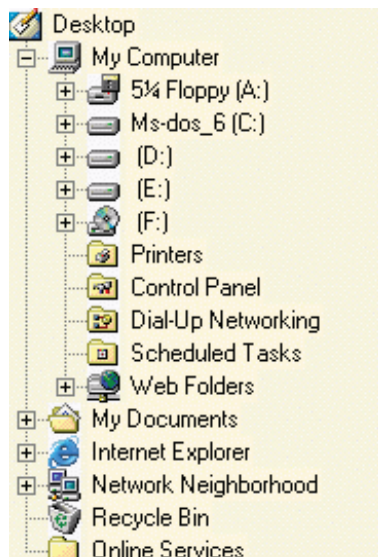 Desktop
My Computer
5¼ Floppy (A:)
Ms-dos_6 (C:)
(D:)
(E:)
(F:)
Printers
Control Panel
Dial-Up Networking
Scheduled Tasks
Web Folders
My Documents
Internet Explorer
Network Neighborhood
Recycle Bin
Online Services